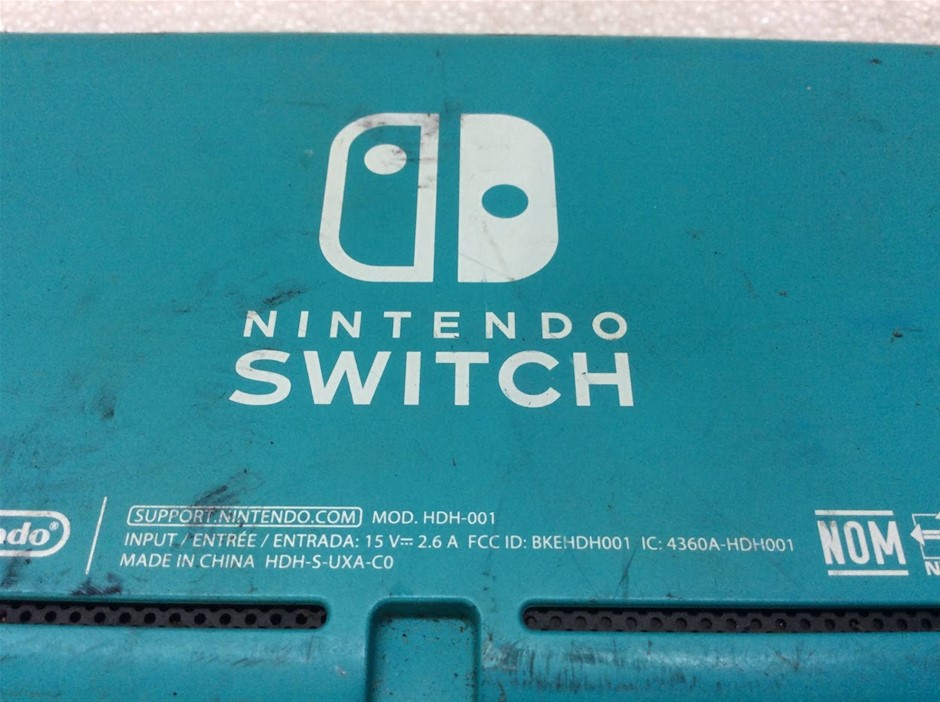 NINTENDO
SWITCH
ndo®
SUPPORT.NINTENDO.COM MOD. HDH-001
INPUT / ENTRÉE / ENTRADA: 15 V⎓ 2.6 A FCC ID: BKEHDH001 IC: 4360A-HDH001
MADE IN CHINA HDH-S-UXA-C0
NOM
N